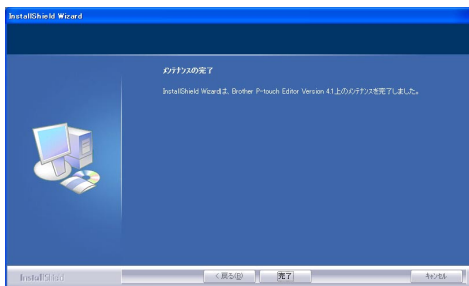 InstallShield Wizard
メンテナンスの完了
InstallShield Wizardは、Brother P-touch Editor Version 4.1上のメンテナンスを完了しました。
InstallShield
< 戻る(B)
完了
キャンセル